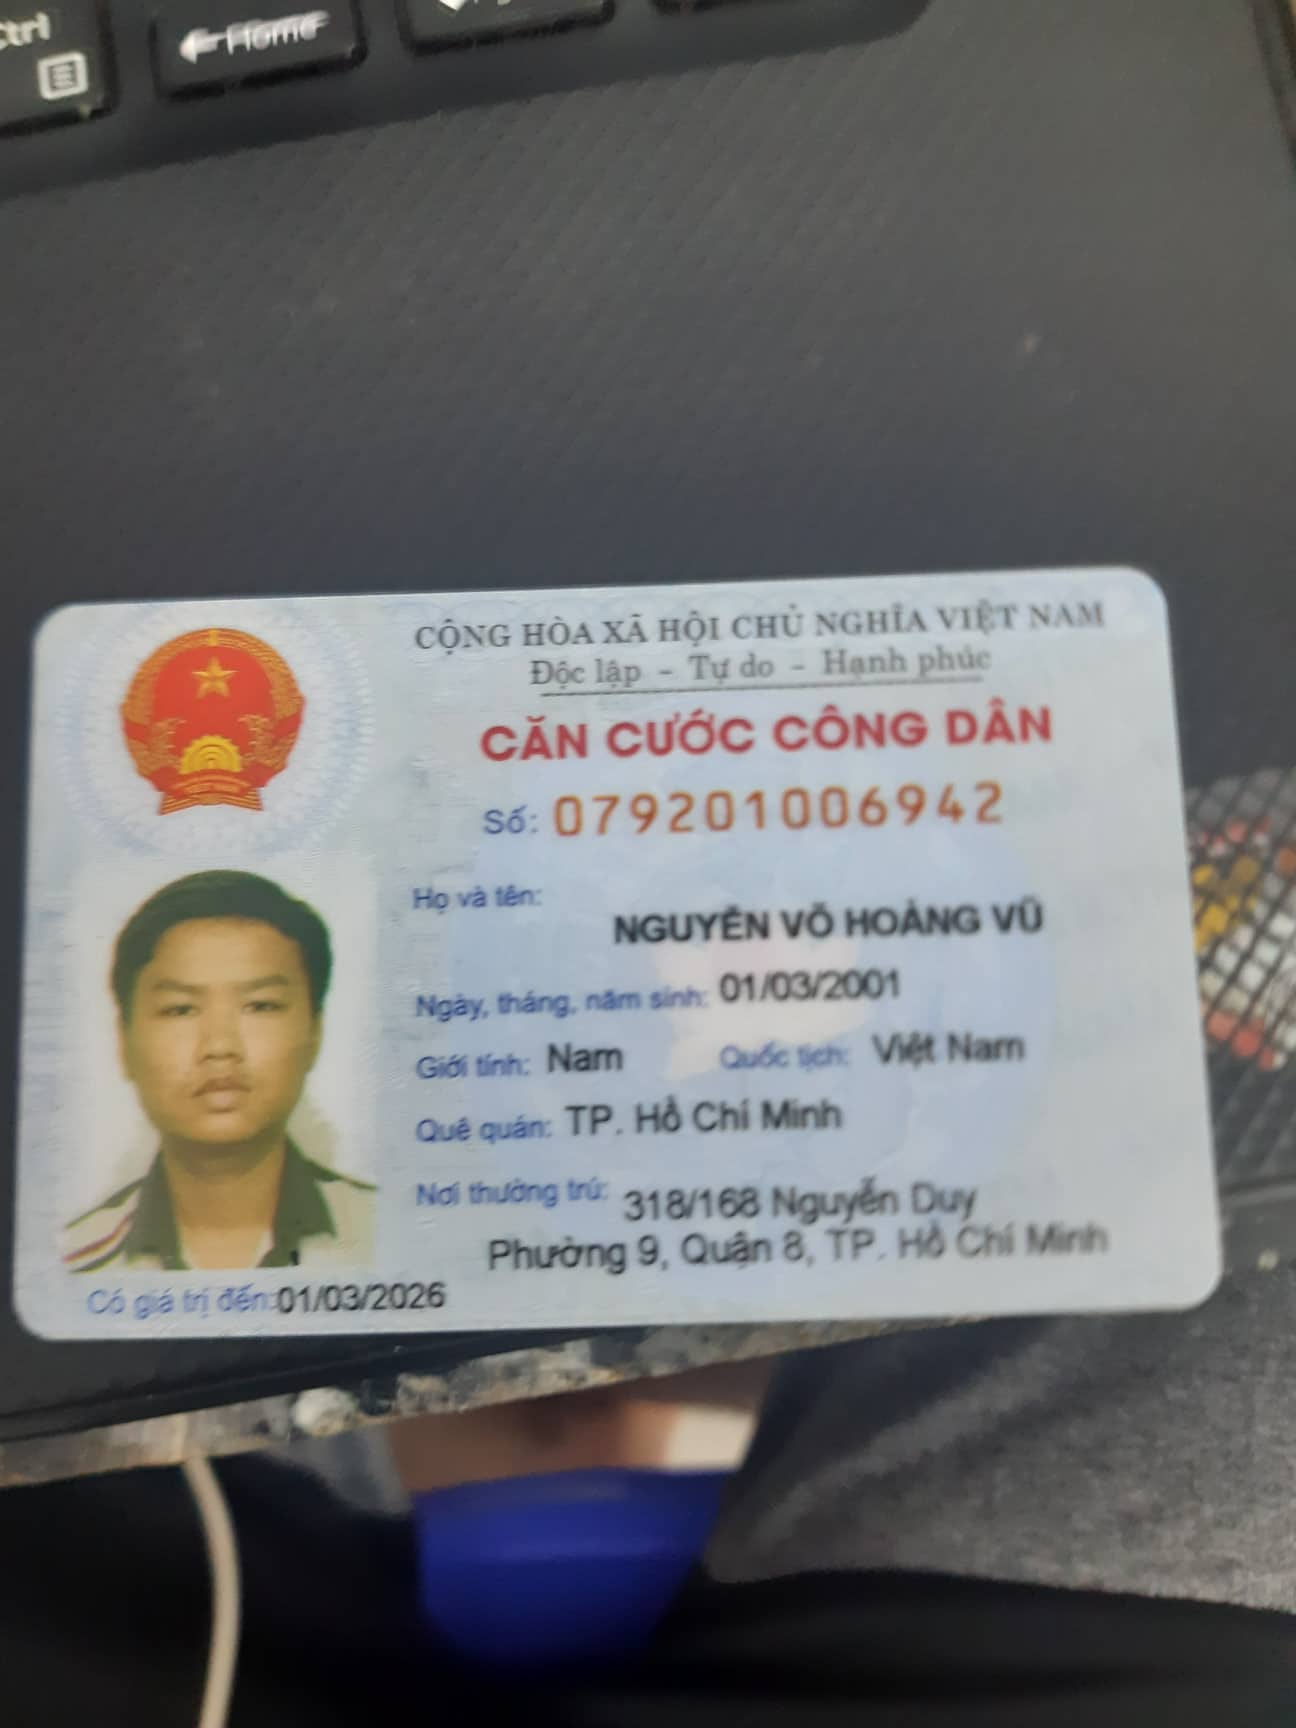 Ctrl
Home
CỘNG HÒA XÃ HỘI CHỦ NGHĨA VIỆT NAM
Độc lập - Tự do - Hạnh phúc
CĂN CƯỚC CÔNG DÂN
Số: 079201006942
Họ và tên:
NGUYỄN VÕ HOÀNG VŨ
Ngày, tháng, năm sinh: 01/03/2001
Giới tính: Nam Quốc tịch: Việt Nam
Quê quán: TP. Hồ Chí Minh
Nơi thường trú: 318/168 Nguyễn Duy
Phường 9, Quận 8, TP. Hồ Chí Minh
Có giá trị đến: 01/03/2026